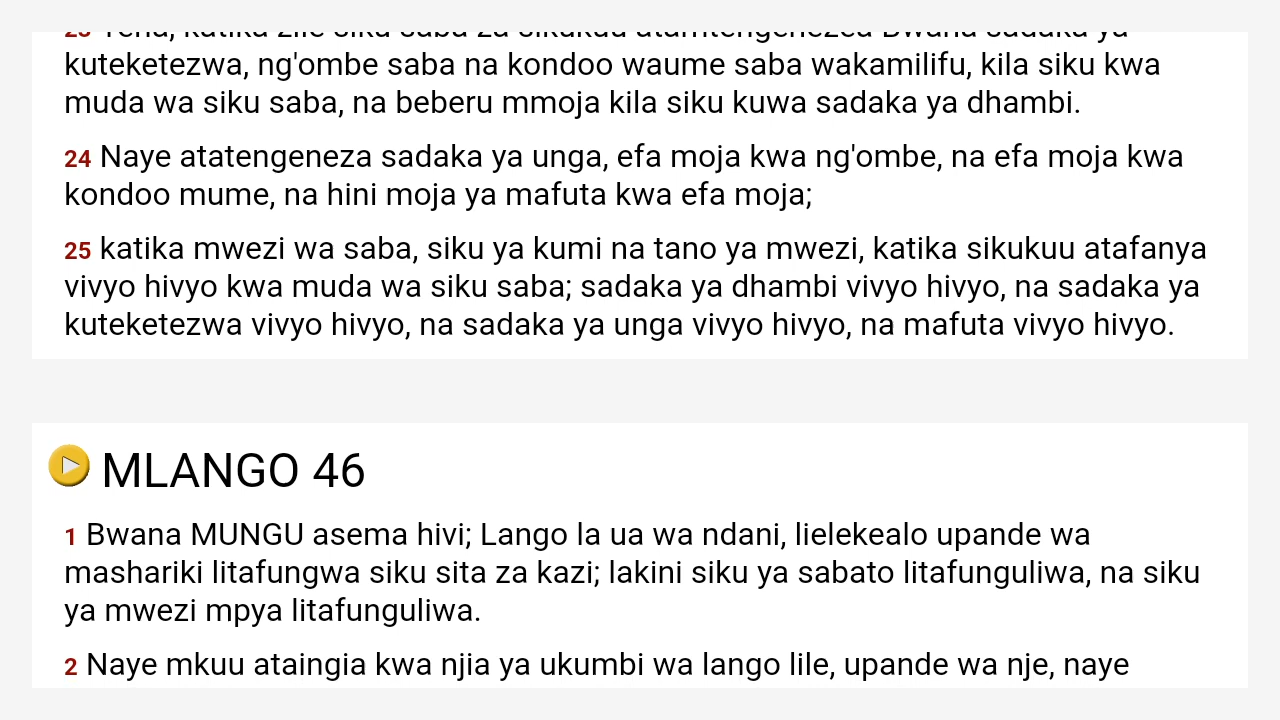 kuteketezwa, ng'ombe saba na kondoo waume saba wakamilifu, kila siku kwa
muda wa siku saba, na beberu mmoja kila siku kuwa sadaka ya dhambi.
24 Naye atatengeneza sadaka ya unga, efa moja kwa ng'ombe, na efa moja kwa
kondoo mume, na hini moja ya mafuta kwa efa moja;
25 katika mwezi wa saba, siku ya kumi na tano ya mwezi, katika sikukuu atafanya
vivyo hivyo kwa muda wa siku saba; sadaka ya dhambi vivyo hivyo, na sadaka ya
kuteketezwa vivyo hivyo, na sadaka ya unga vivyo hivyo, na mafuta vivyo hivyo.
MLANGO 46
1 Bwana MUNGU asema hivi; Lango la ua wa ndani, lielekealo upande wa
mashariki litafungwa siku sita za kazi; lakini siku ya sabato litafunguliwa, na siku
ya mwezi mpya litafunguliwa.
2 Naye mkuu ataingia kwa njia ya ukumbi wa lango lile, upande wa nje, naye